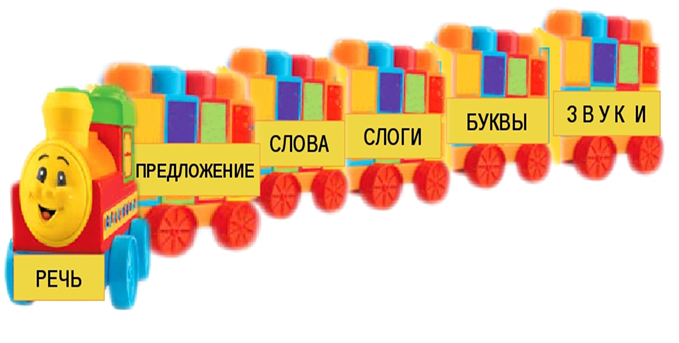 РЕЧЬ
ПРЕДЛОЖЕНИЕ
СЛОВА
СЛОГИ
БУКВЫ
З В У К И